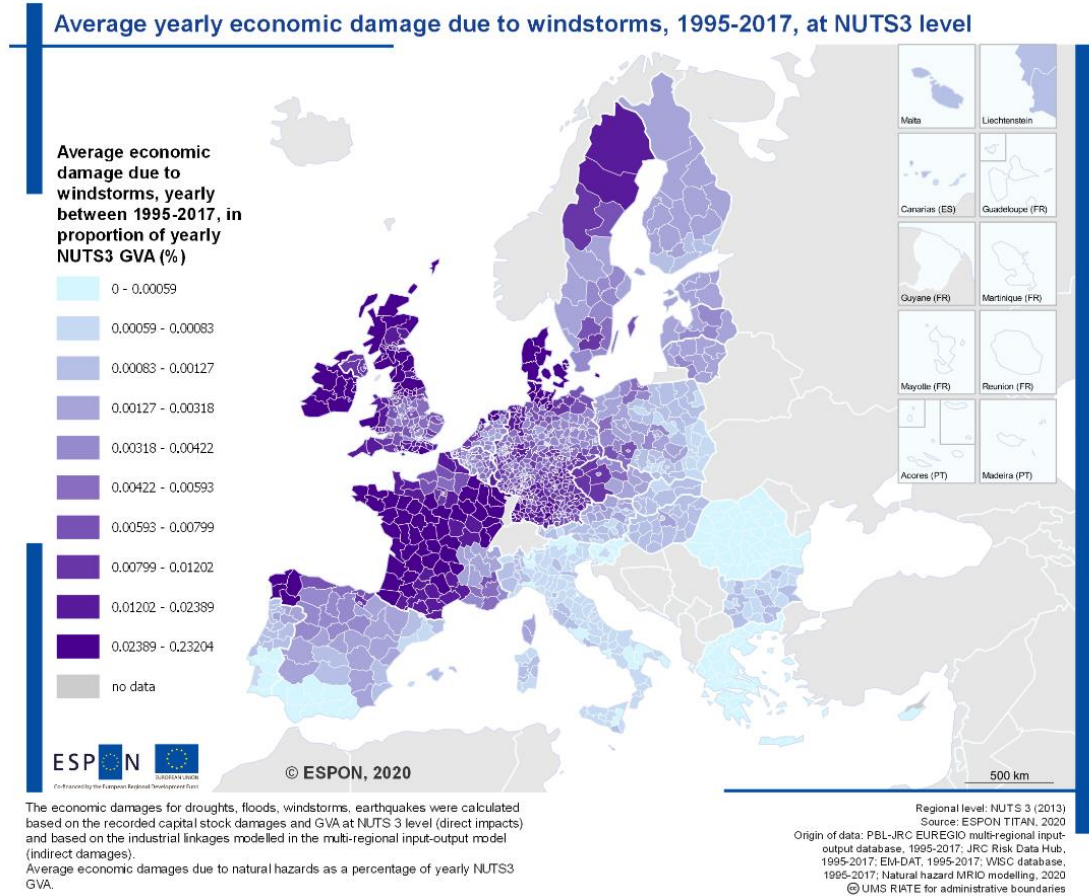 Average yearly economic damage due to windstorms, 1995-2017, at NUTS3 level
Average economic
damage due to
windstorms, yearly
between 1995-2017, in
proportion of yearly
NUTS3 GVA (%)
0 - 0.00059
0.00059 - 0.00083
0.00083 - 0.00127
0.00127 - 0.00318
0.00318 - 0.00422
0.00422 - 0.00593
0.00593 - 0.00799
0.00799 - 0.01202
0.01202 - 0.02389
0.02389 - 0.23204
no data
Malta
Liechtenstein
Canarias (ES)
Guadeloupe (FR)
Guyane (FR)
Martinique (FR)
Mayotte (FR)
Reunion (FR)
Acores (PT)
Madeira (PT)
500 km
ESPON
EUROPEAN UNION
Co-financed by the European Regional Development Fund
© ESPON, 2020
The economic damages for droughts, floods, windstorms, earthquakes were calculated
based on the recorded capital stock damages and GVA at NUTS 3 level (direct impacts)
and based on the industrial linkages modelled in the multi-regional input-output model
(indirect damages).
Average economic damages due to natural hazards as a percentage of yearly NUTS3
GVA.
Regional level: NUTS 3 (2013)
Source: ESPON TITAN, 2020
Origin of data: PBL-JRC EUREGIO multi-regional input-
output database, 1995-2017; JRC Risk Data Hub,
1995-2017; EM-DAT, 1995-2017; WISC database,
1995-2017; Natural hazard MRIO modelling, 2020
© UMS RIATE for administrative boundaries